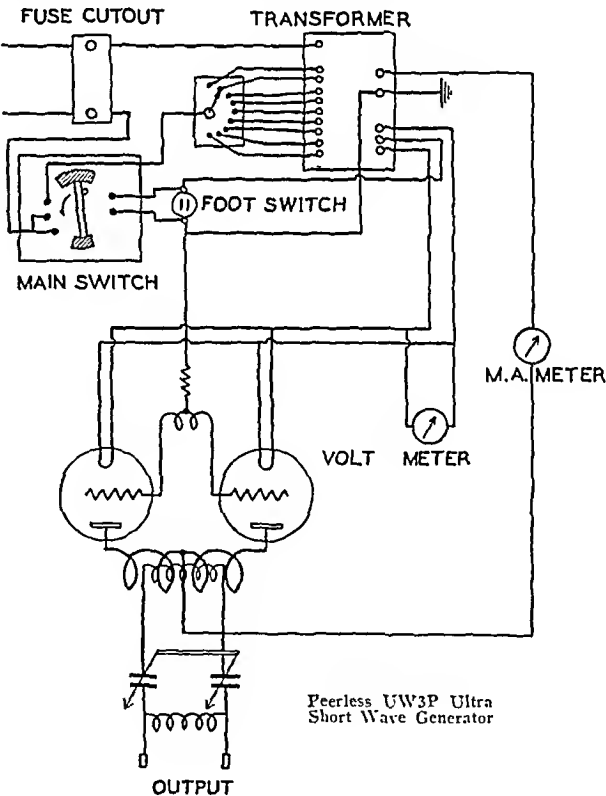 FUSE CUTOUT
TRANSFORMER
FOOT SWITCH
MAIN SWITCH
M.A. METER
VOLT METER
Peerless UW3P Ultra
Short Wave Generator
OUTPUT